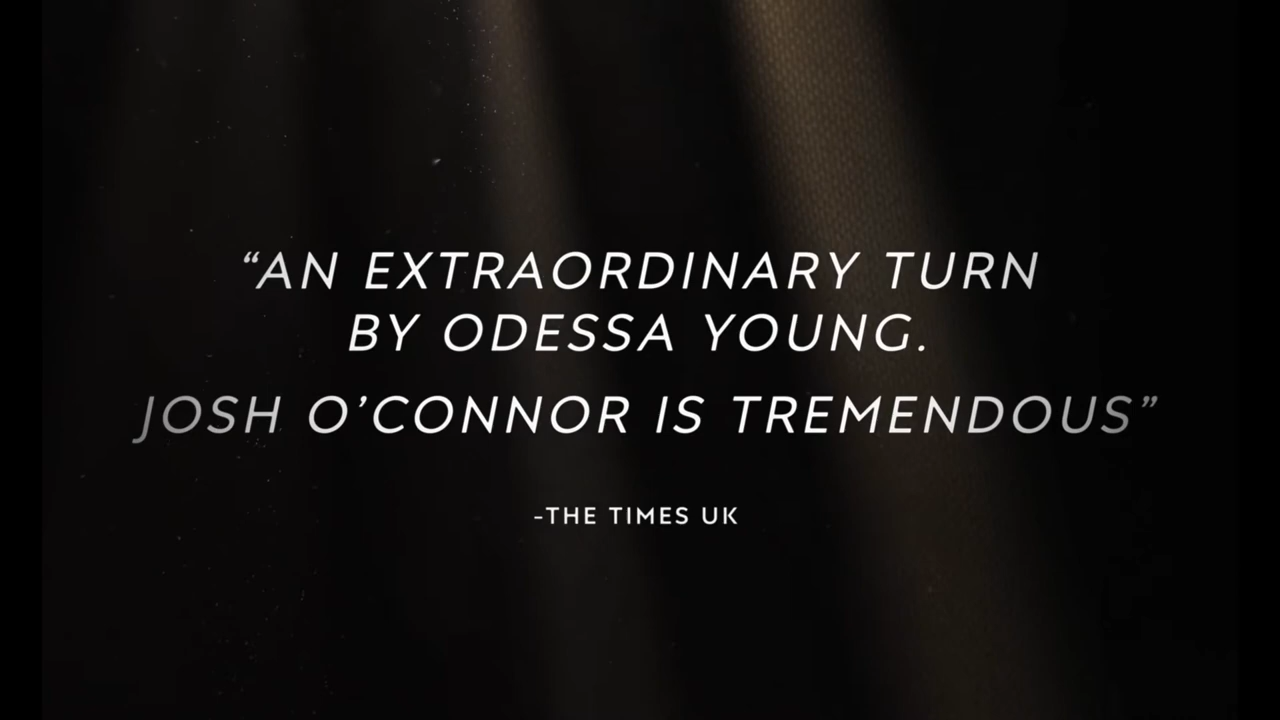 “AN EXTRAORDINARY TURN
BY ODESSA YOUNG.
JOSH O’CONNOR IS TREMENDOUS”
-THE TIMES UK